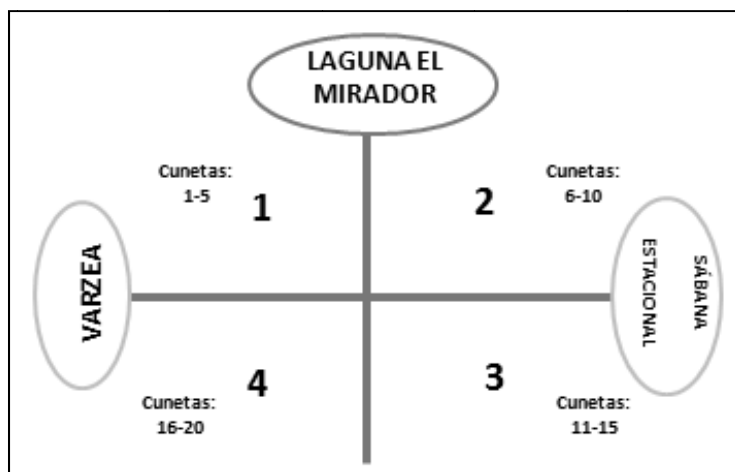 LAGUNA EL
MIRADOR
Cunetas:
1-5
1
2
Cunetas:
6-10
VARZEA
SÁBANA
ESTACIONAL
4
Cunetas:
16-20
3
Cunetas:
11-15